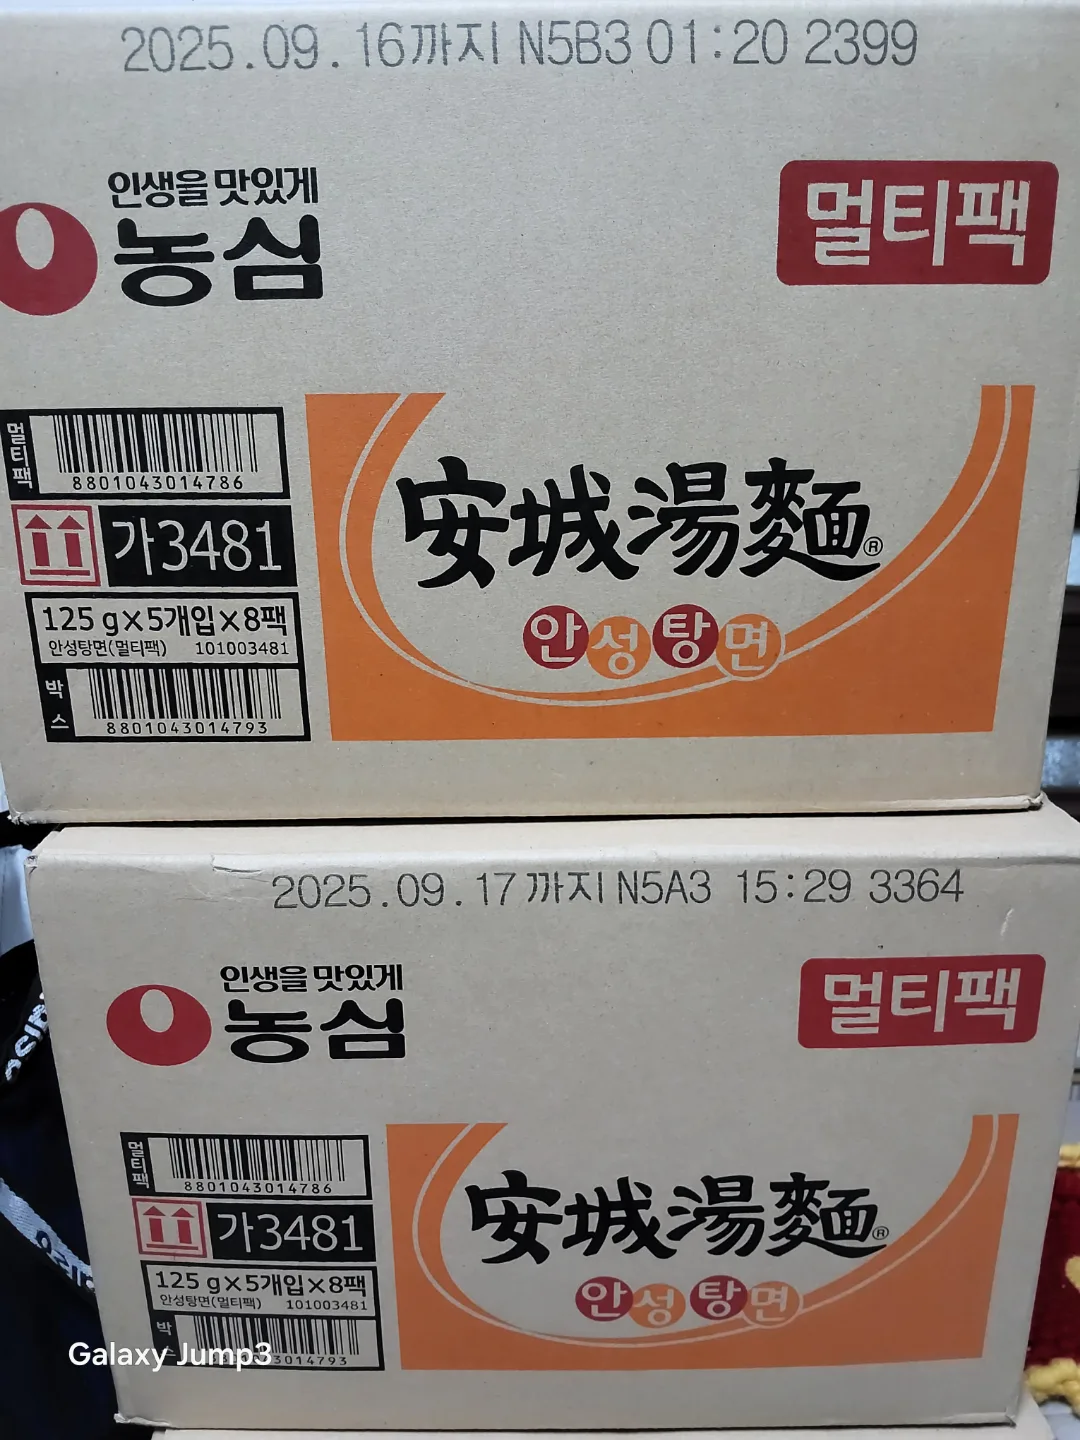 2025.09.16까지 N5B3 01:20 2399
인생을 맛있게
농심
멀티팩
멀티팩
8801043014786
가3481
125 g×5개입×8팩
안성탕면(멀티팩) 101003481
박스
8801043014793
安城湯麵®
안성탕면
2025.09.17까지 N5A3 15:29 3364
인생을 맛있게
농심
멀티팩
멀티팩
8801043014786
가3481
125 g×5개입×8팩
안성탕면(멀티팩) 101003481
박스
3014793
安城湯麵®
안성탕면
Galaxy Jump3